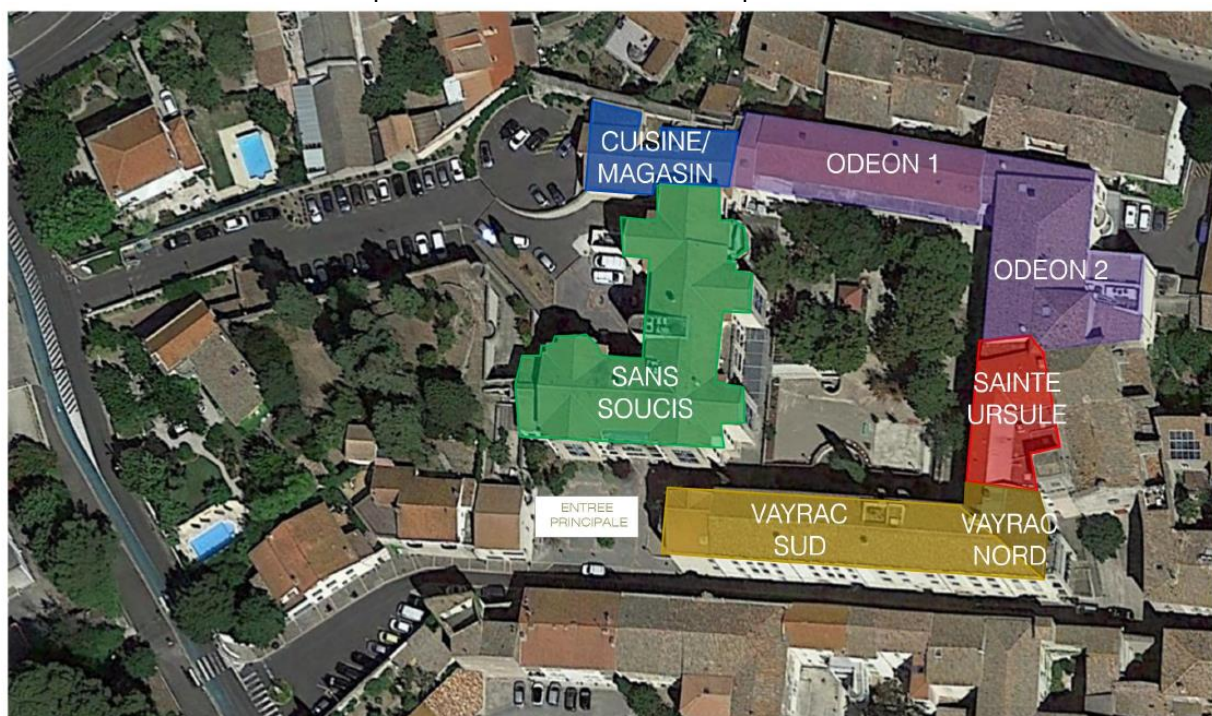 CUISINE/
MAGASIN
ODEON 1
ODEON 2
SANS
SOUCIS
SAINTE
URSULE
ENTREE
PRINCIPALE
VAYRAC
SUD
VAYRAC
NORD